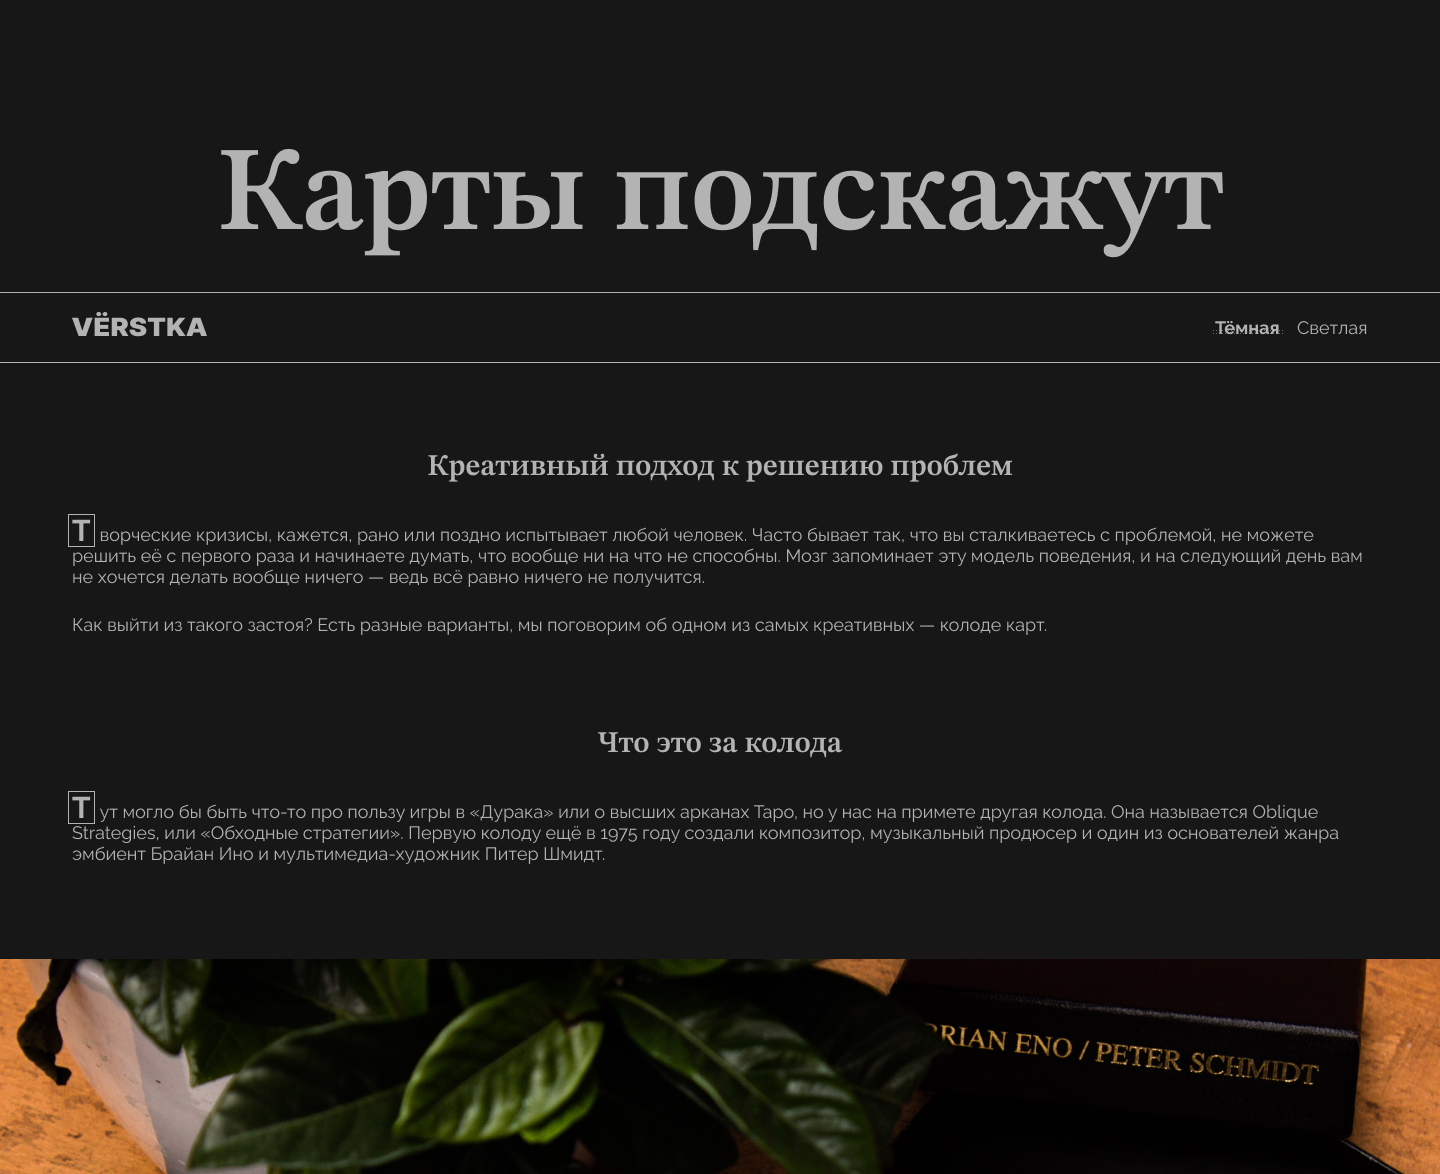 Карты подскажут
VЁRSTKA
Тёмная Светлая
Креативный подход к решению проблем
Творческие кризисы, кажется, рано или поздно испытывает любой человек. Часто бывает так, что вы сталкиваетесь с проблемой, не можете
решить её с первого раза и начинаете думать, что вообще ни на что не способны. Мозг запоминает эту модель поведения, и на следующий день вам
не хочется делать вообще ничего — ведь всё равно ничего не получится.
Как выйти из такого застоя? Есть разные варианты, мы поговорим об одном из самых креативных — колоде карт.
Что это за колода
Тут могло бы быть что-то про пользу игры в «Дурака» или о высших арканах Таро, но у нас на примете другая колода. Она называется Oblique
Strategies, или «Обходные стратегии». Первую колоду ещё в 1975 году создали композитор, музыкальный продюсер и один из основателей жанра
эмбиент Брайан Ино и мультимедиа-художник Питер Шмидт.
BRIAN ENO / PETER SCHMIDT